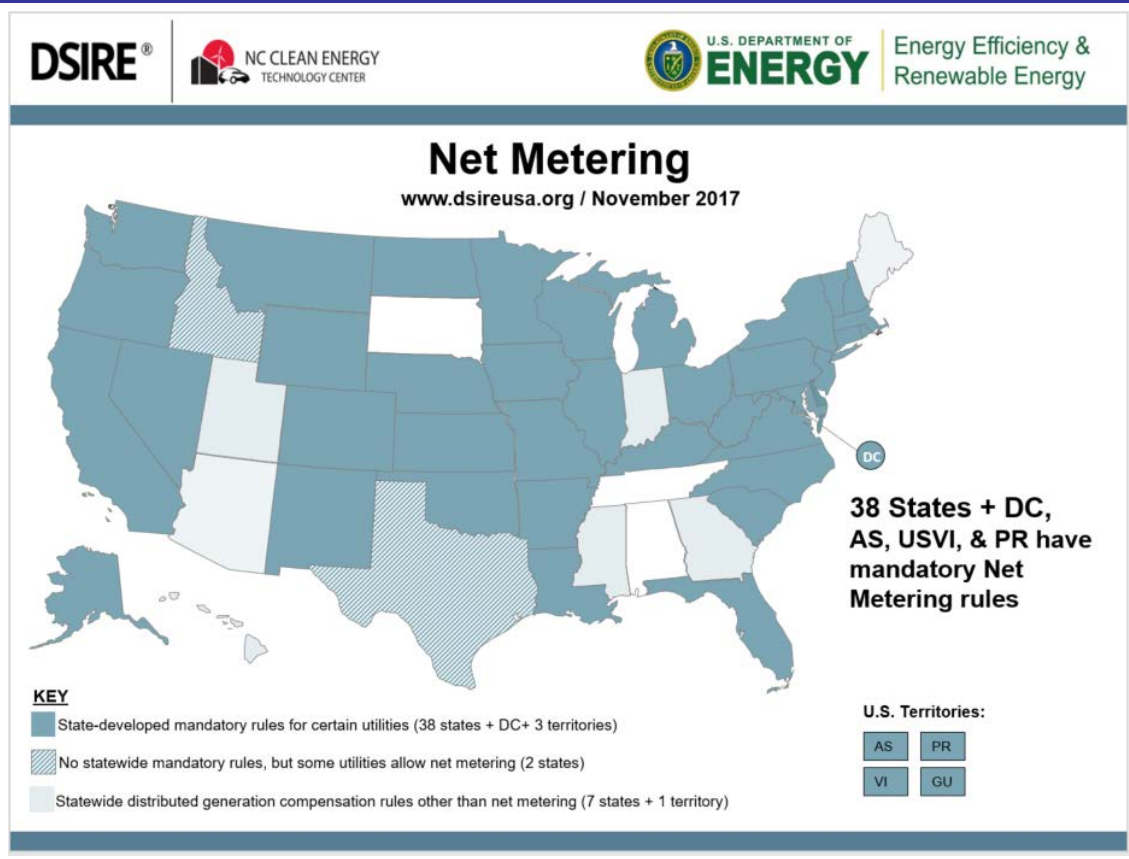 DSIRE®
NC CLEAN ENERGY
TECHNOLOGY CENTER
U.S. DEPARTMENT OF
ENERGY
Energy Efficiency &
Renewable Energy
Net Metering
www.dsireusa.org / November 2017
DC
38 States + DC,
AS, USVI, & PR have
mandatory Net
Metering rules
KEY
State-developed mandatory rules for certain utilities (38 states + DC+ 3 territories)
No statewide mandatory rules, but some utilities allow net metering (2 states)
Statewide distributed generation compensation rules other than net metering (7 states + 1 territory)
U.S. Territories:
AS PR
VI GU